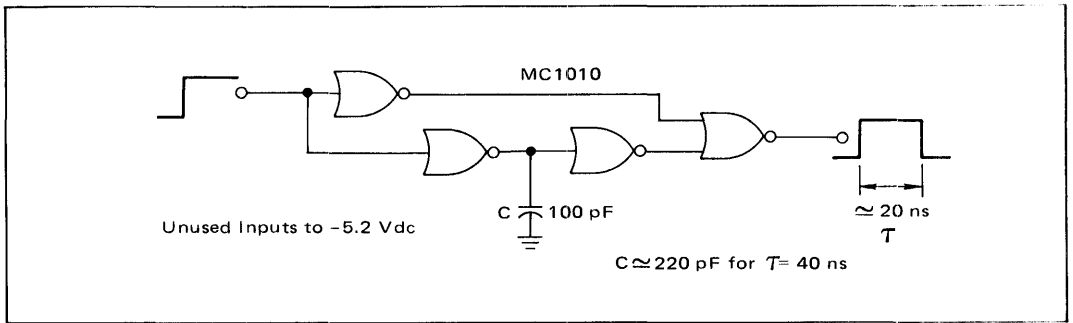 MC1010
C 100 pF
Unused Inputs to -5.2 Vdc
≃ 20 ns
τ
C≃220 pF for τ= 40 ns